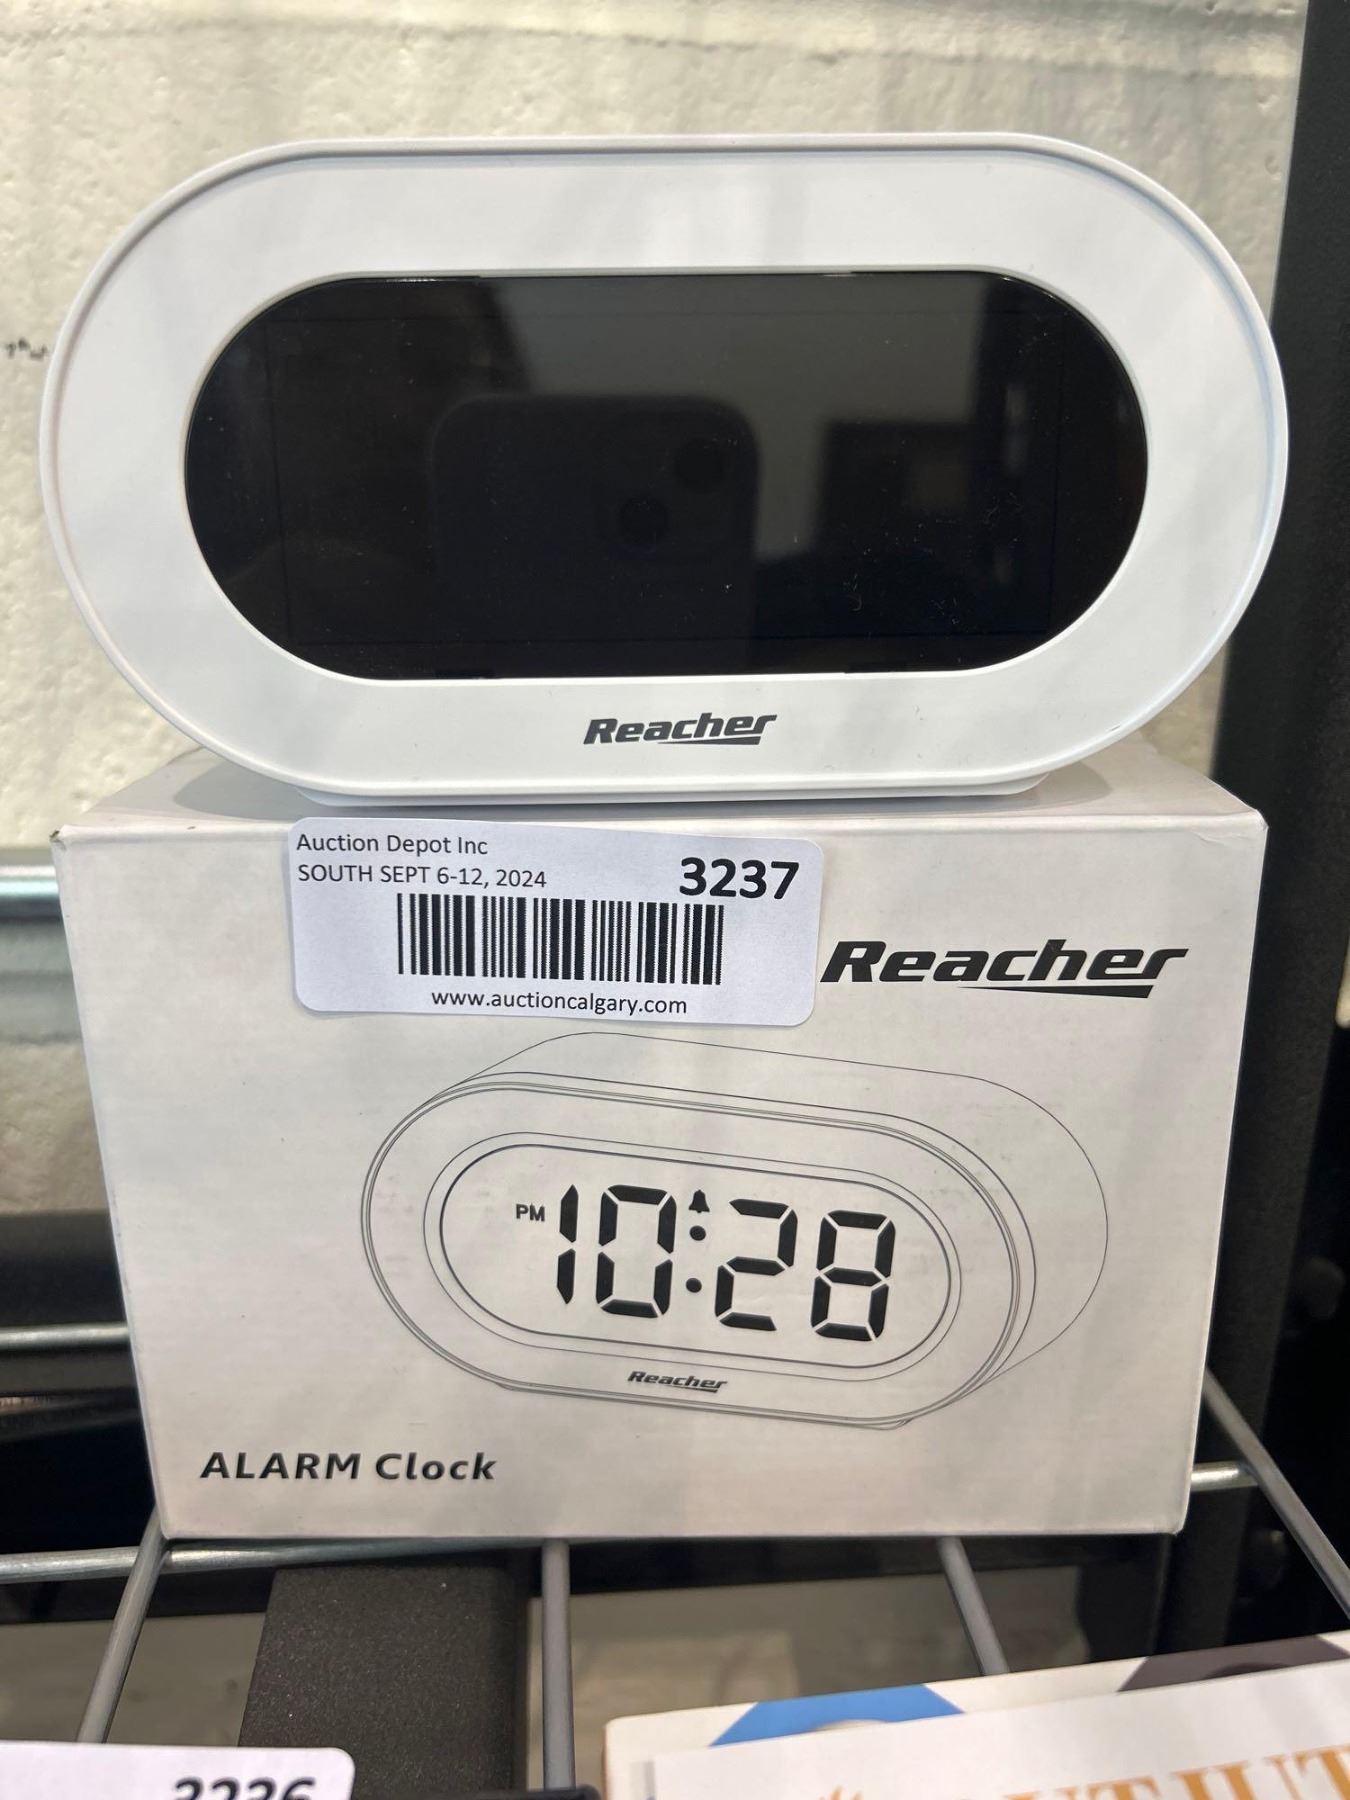 Reacher
Auction Depot Inc
SOUTH SEPT 6-12, 2024
3237
www.auctioncalgary.com
Reacher
PM 10:28
Reacher
ALARM Clock
3236